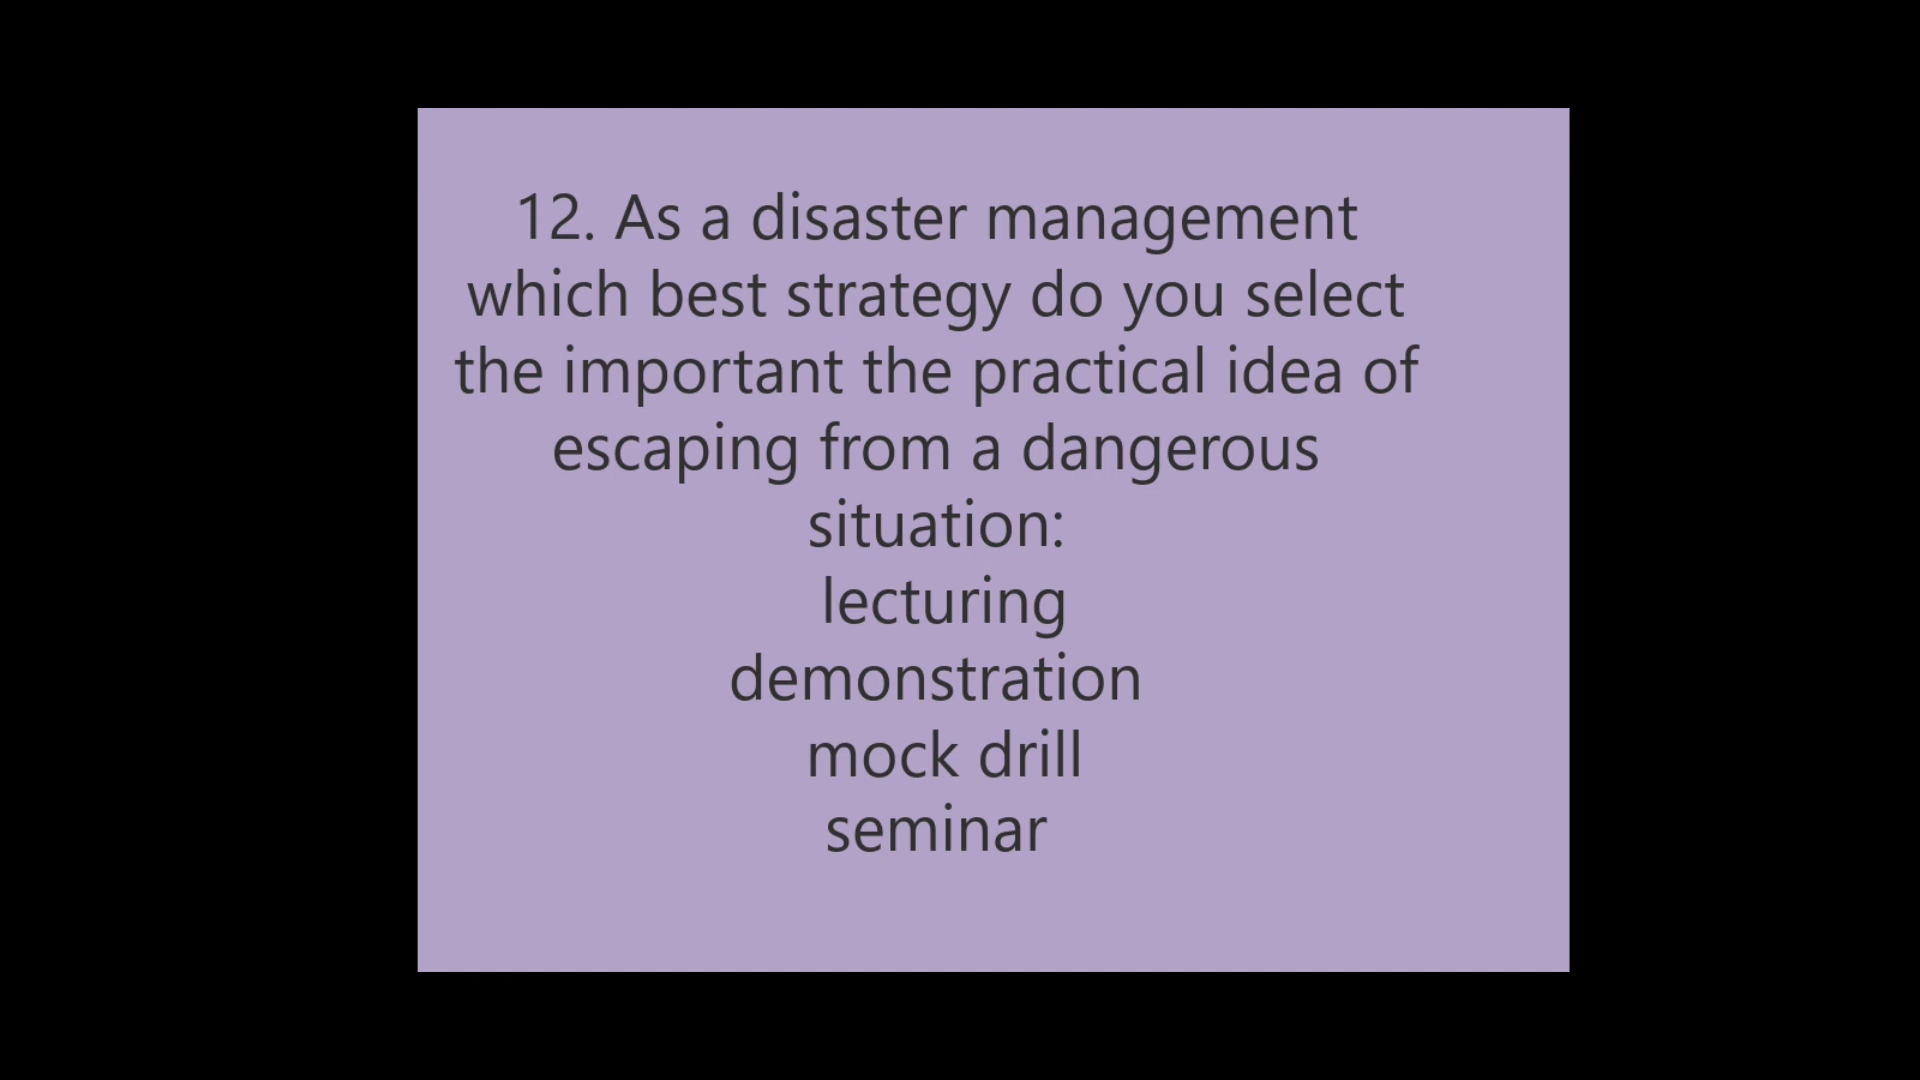 12. As a disaster management
which best strategy do you select
the important the practical idea of
escaping from a dangerous
situation:
lecturing
demonstration
mock drill
seminar